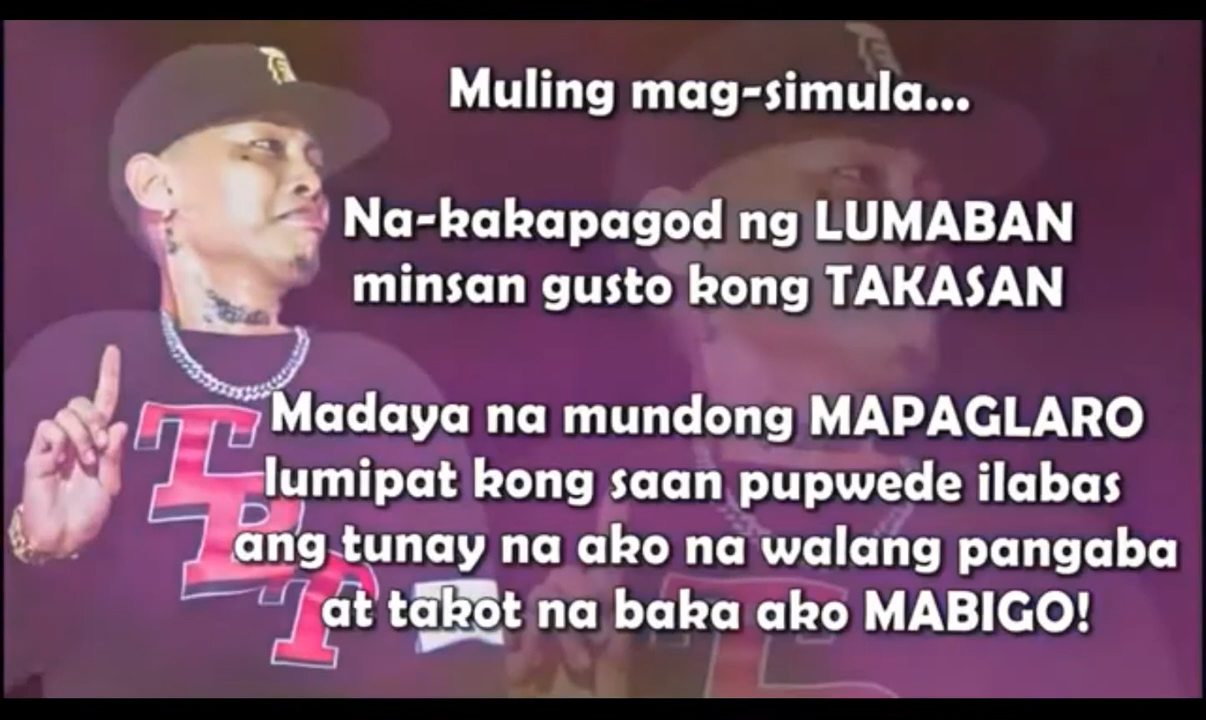 Muling mag-simula...
Na-kakapagod ng LUMABAN
minsan gusto kong TAKASAN
Madaya na mundong MAPAGLARO
lumipat kong saan pupwede ilabas
ang tunay na ako na walang pangaba
at takot na baka ako MABIGO!